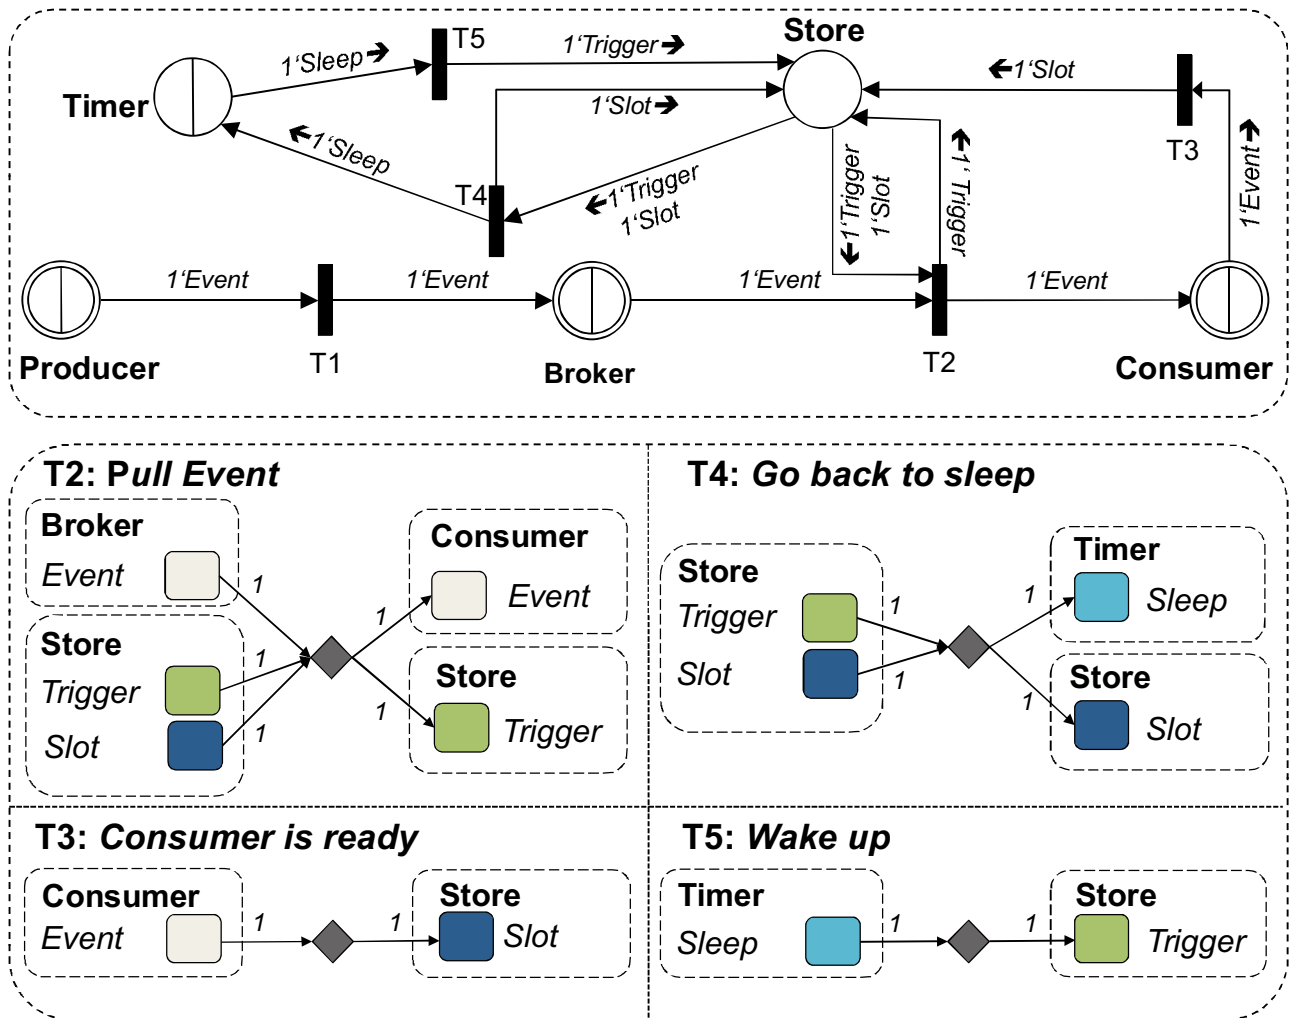 Store
T5
1‘Trigger
1‘Sleep
1‘Slot
1‘Slot
Timer
T3
1‘Sleep
T4
1‘Trigger
1‘Slot
1‘Trigger
1‘Slot
1‘ Trigger
1‘Event
1‘Event
1‘Event
1‘Event
1‘Event
Producer
T1
Broker
T2
Consumer
T2: Pull Event
Broker
Event
1
Store
Trigger
1
Slot
1
Consumer
1
Event
Store
1
Trigger
T4: Go back to sleep
Store
Trigger
1
Slot
1
Timer
1
Sleep
Store
1
Slot
T3: Consumer is ready
Consumer
Event
1
Store
1
Slot
T5: Wake up
Timer
Sleep
1
Store
1
Trigger